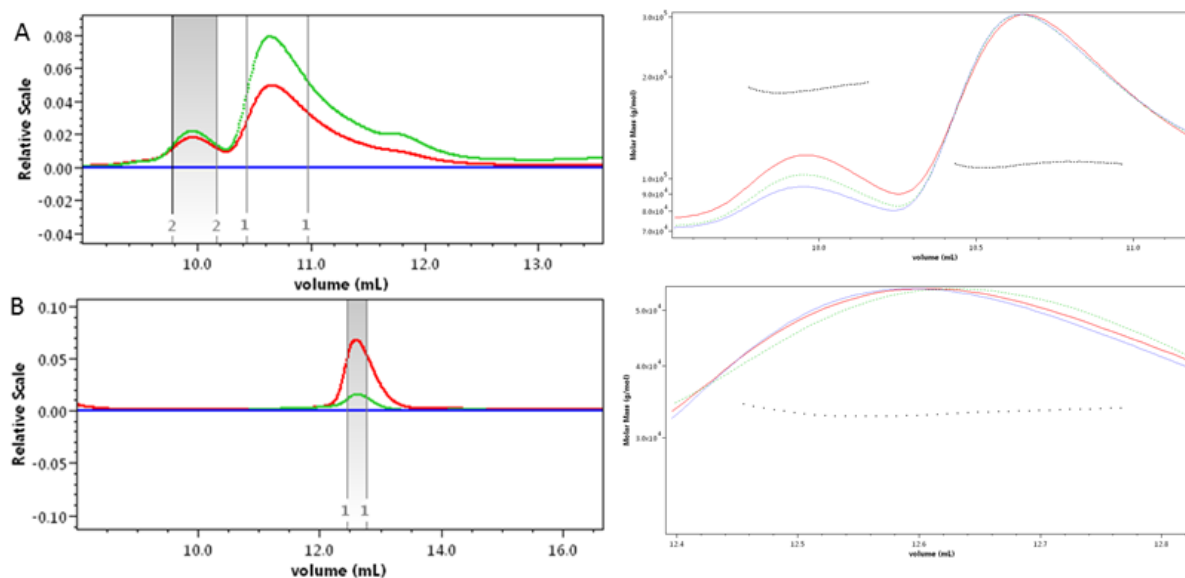 A
Relative Scale
0.08
0.06
0.04
0.02
0.00
-0.02
-0.04
2 2 1 1
10.0 11.0 12.0 13.0
volume (mL)
Molar Mass (g/mol)
3.0x10⁵
2.0x10⁵
1.0x10⁵
9.0x10⁴
8.0x10⁴
7.0x10⁴
10.0 10.5 11.0
volume (mL)
B
Relative Scale
0.10
0.05
0.00
-0.05
-0.10
1 1
10.0 12.0 14.0 16.0
volume (mL)
Molar Mass (g/mol)
5.0x10⁴
4.0x10⁴
3.0x10⁴
12.4 12.5 12.6 12.7 12.8
volume (mL)